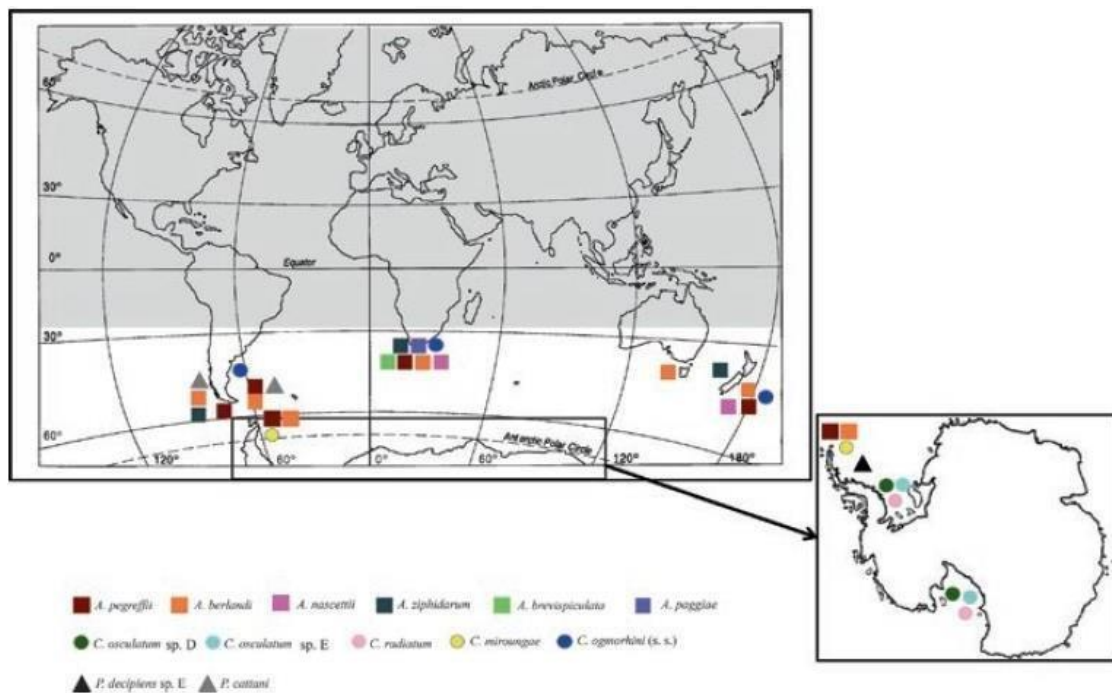 60°
Arctic Polar Circle
30°
0°
Equator
30°
60°
120°
60°
0°
60°
120°
180°
Antarctic Polar Circle
A. pegreffii A. berlandi A. nascettii A. ziphidarum A. brevispiculata A. paggiae
C. osculatum sp. D C. osculatum sp. E C. radiatum C. miroungae C. ogmorhini (s. s.)
P. decipiens sp. E P. cattani